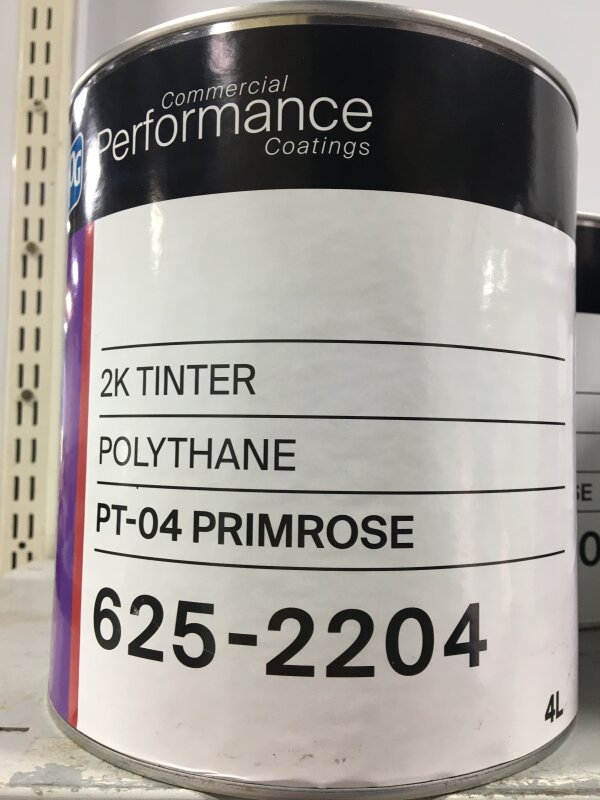 Commercial
Performance
Coatings
2K TINTER
POLYTHANE
PT-04 PRIMROSE
625-2204
4L